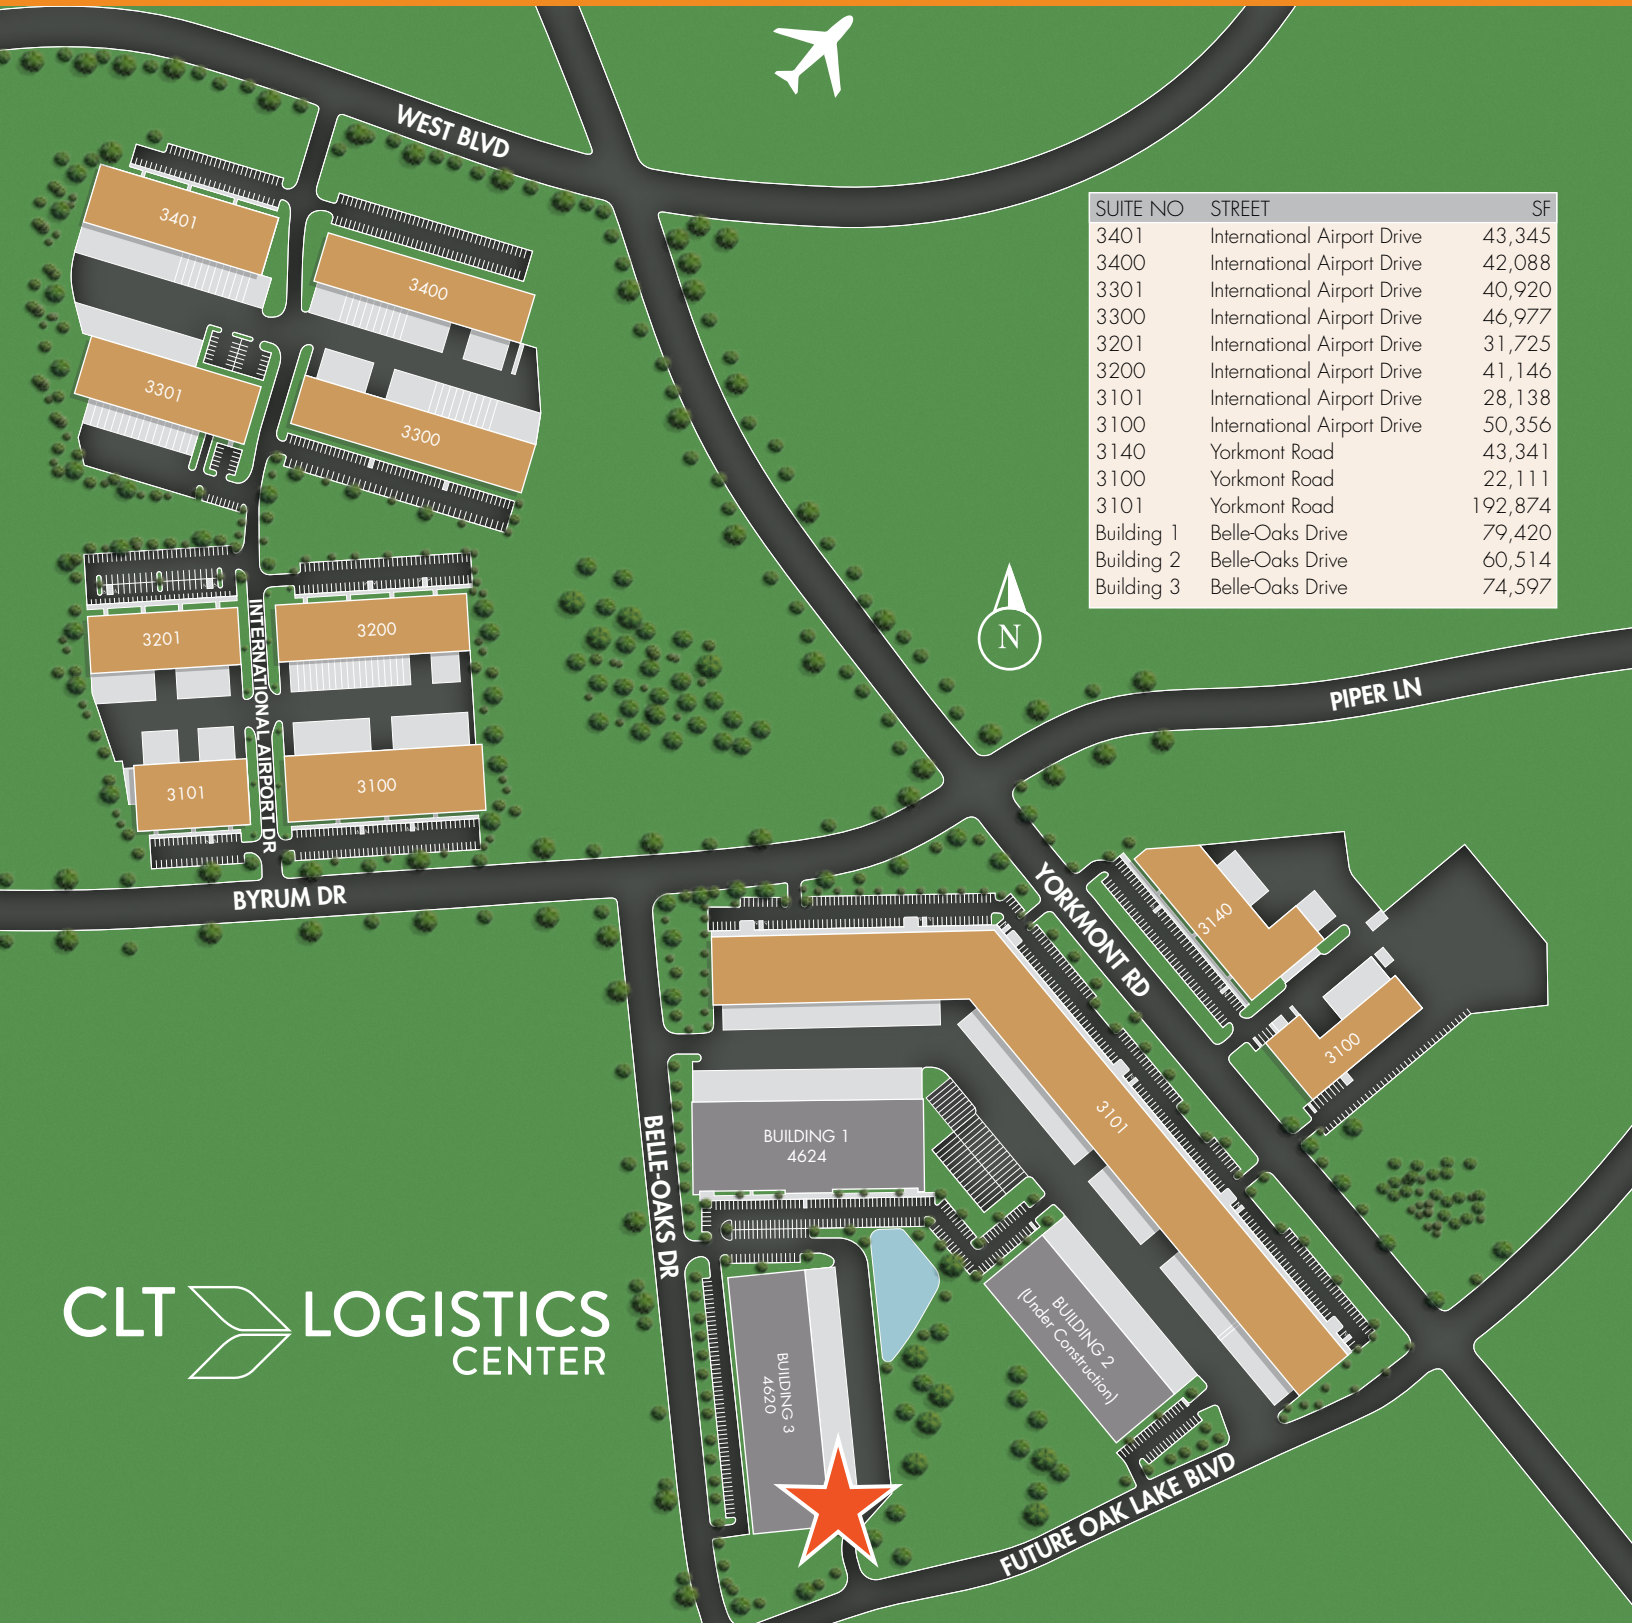 WEST BLVD
SUITE NO STREET SF
3401 International Airport Drive 43,345
3400 International Airport Drive 42,088
3301 International Airport Drive 40,920
3300 International Airport Drive 46,977
3201 International Airport Drive 31,725
3200 International Airport Drive 41,146
3101 International Airport Drive 28,138
3100 International Airport Drive 50,356
3140 Yorkmont Road 43,341
3100 Yorkmont Road 22,111
3101 Yorkmont Road 192,874
Building 1 Belle-Oaks Drive 79,420
Building 2 Belle-Oaks Drive 60,514
Building 3 Belle-Oaks Drive 74,597
3401
3400
3301
3300
N
3201
3200
INTERNATIONAL AIRPORT DR
PIPER LN
3101
3100
BYRUM DR
YORKMONT RD
3140
3100
3101
BUILDING 1
4624
BELLE-OAKS DR
CLT LOGISTICS
CENTER
BUILDING 2
(Under Construction)
BUILDING 3
4620
FUTURE OAK LAKE BLVD